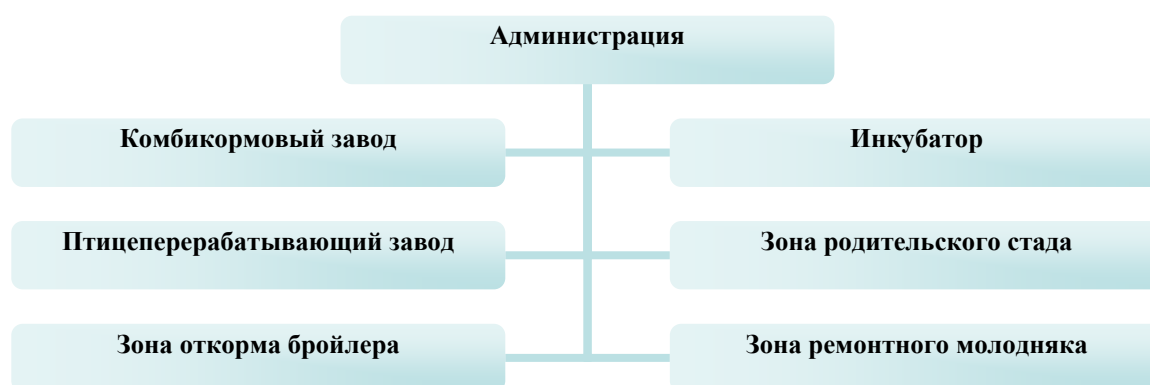 Администрация
Комбикормовый завод
Инкубатор
Птицеперерабатывающий завод
Зона родительского стада
Зона откорма бройлера
Зона ремонтного молодняка